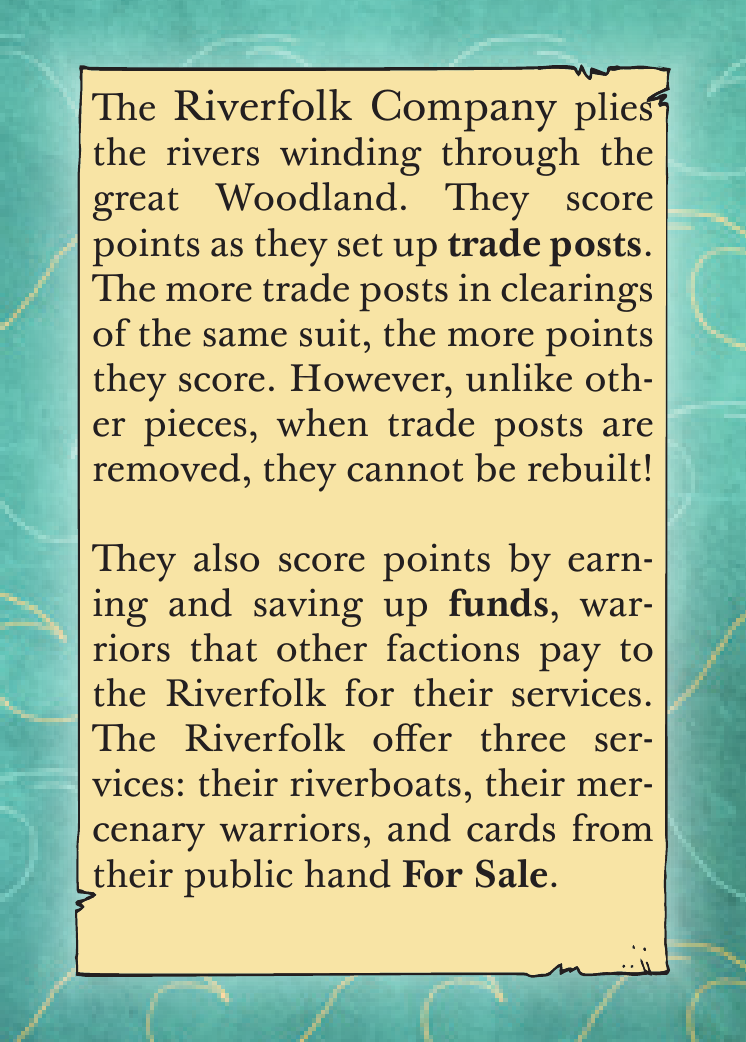 The Riverfolk Company plies
the rivers winding through the
great Woodland. They score
points as they set up trade posts.
The more trade posts in clearings
of the same suit, the more points
they score. However, unlike oth-
er pieces, when trade posts are
removed, they cannot be rebuilt!
They also score points by earn-
ing and saving up funds, war-
riors that other factions pay to
the Riverfolk for their services.
The Riverfolk offer three ser-
vices: their riverboats, their mer-
cenary warriors, and cards from
their public hand For Sale.